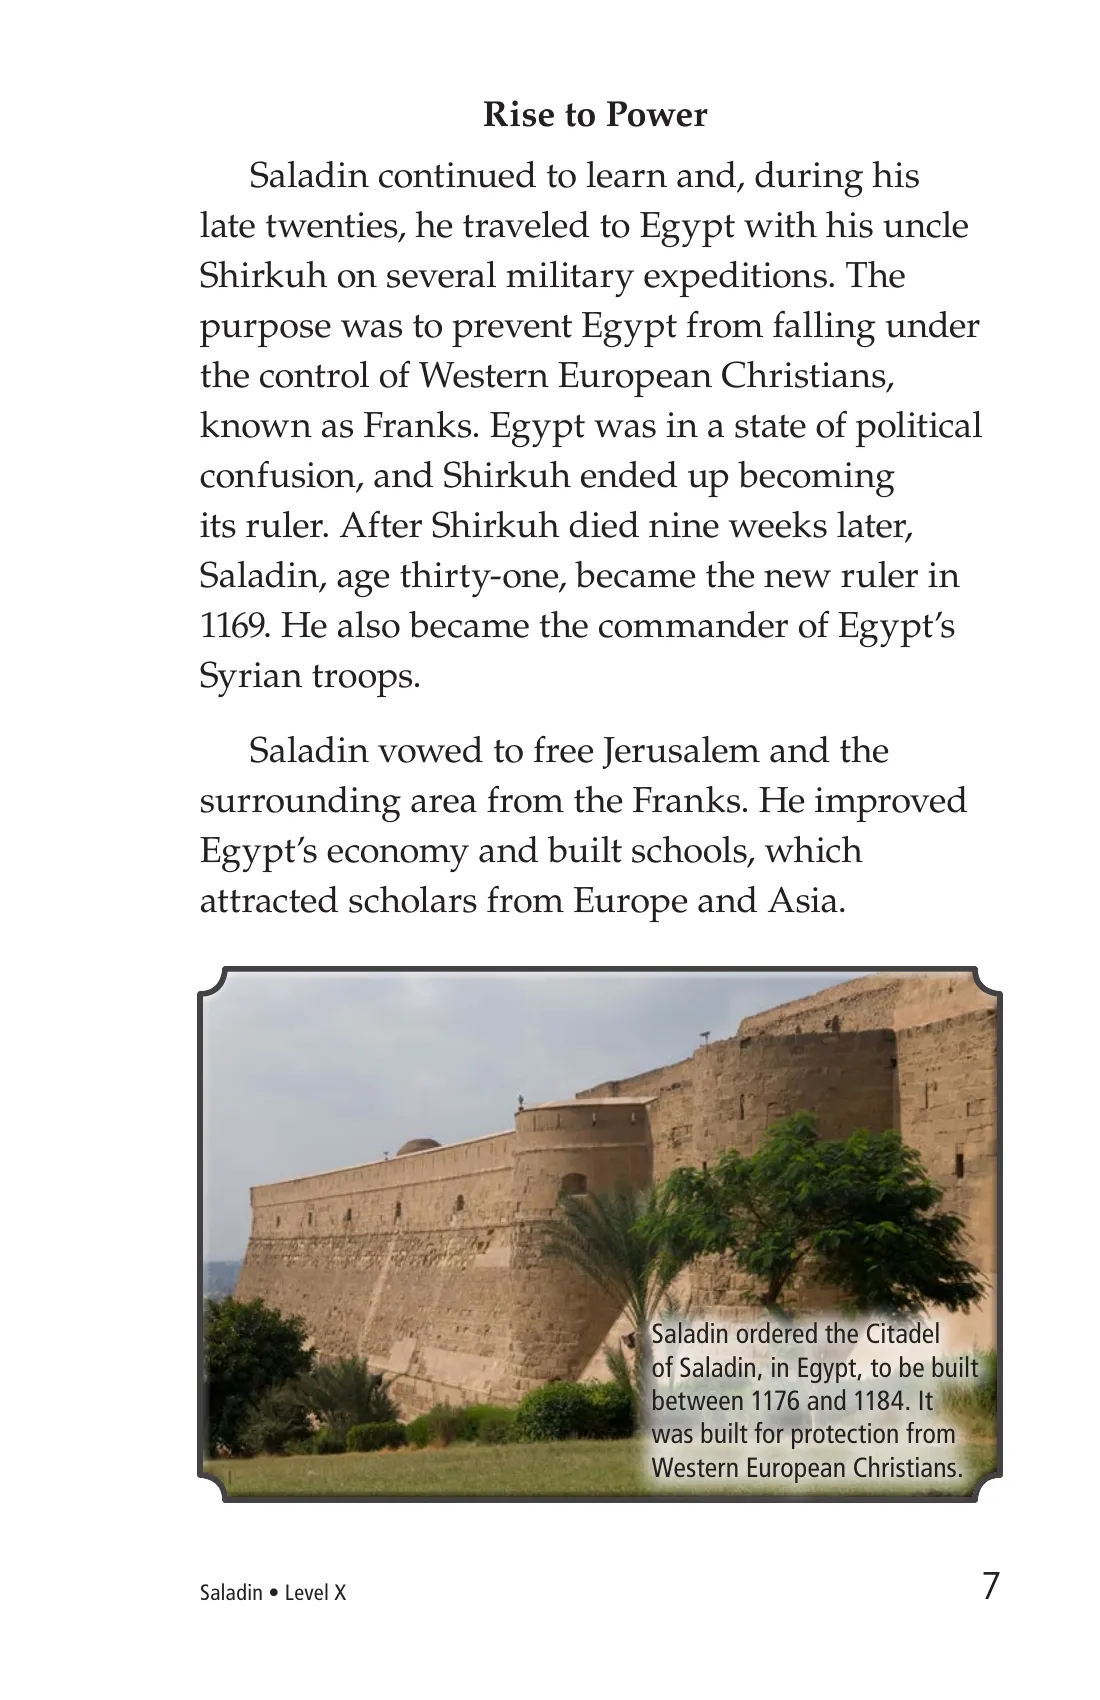 Rise to Power
Saladin continued to learn and, during his
late twenties, he traveled to Egypt with his uncle
Shirkuh on several military expeditions. The
purpose was to prevent Egypt from falling under
the control of Western European Christians,
known as Franks. Egypt was in a state of political
confusion, and Shirkuh ended up becoming
its ruler. After Shirkuh died nine weeks later,
Saladin, age thirty-one, became the new ruler in
1169. He also became the commander of Egypt’s
Syrian troops.
Saladin vowed to free Jerusalem and the
surrounding area from the Franks. He improved
Egypt’s economy and built schools, which
attracted scholars from Europe and Asia.
Saladin ordered the Citadel
of Saladin, in Egypt, to be built
between 1176 and 1184. It
was built for protection from
Western European Christians.
Saladin • Level X
7